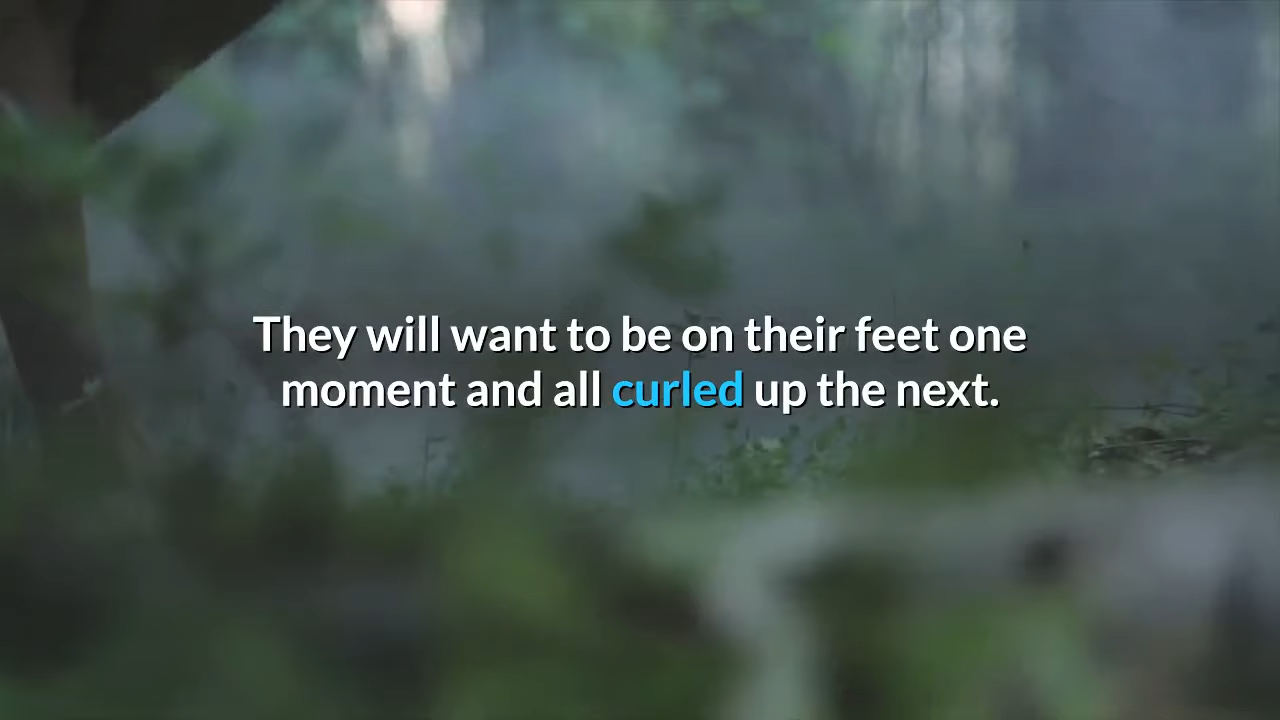 They will want to be on their feet one
moment and all curled up the next.